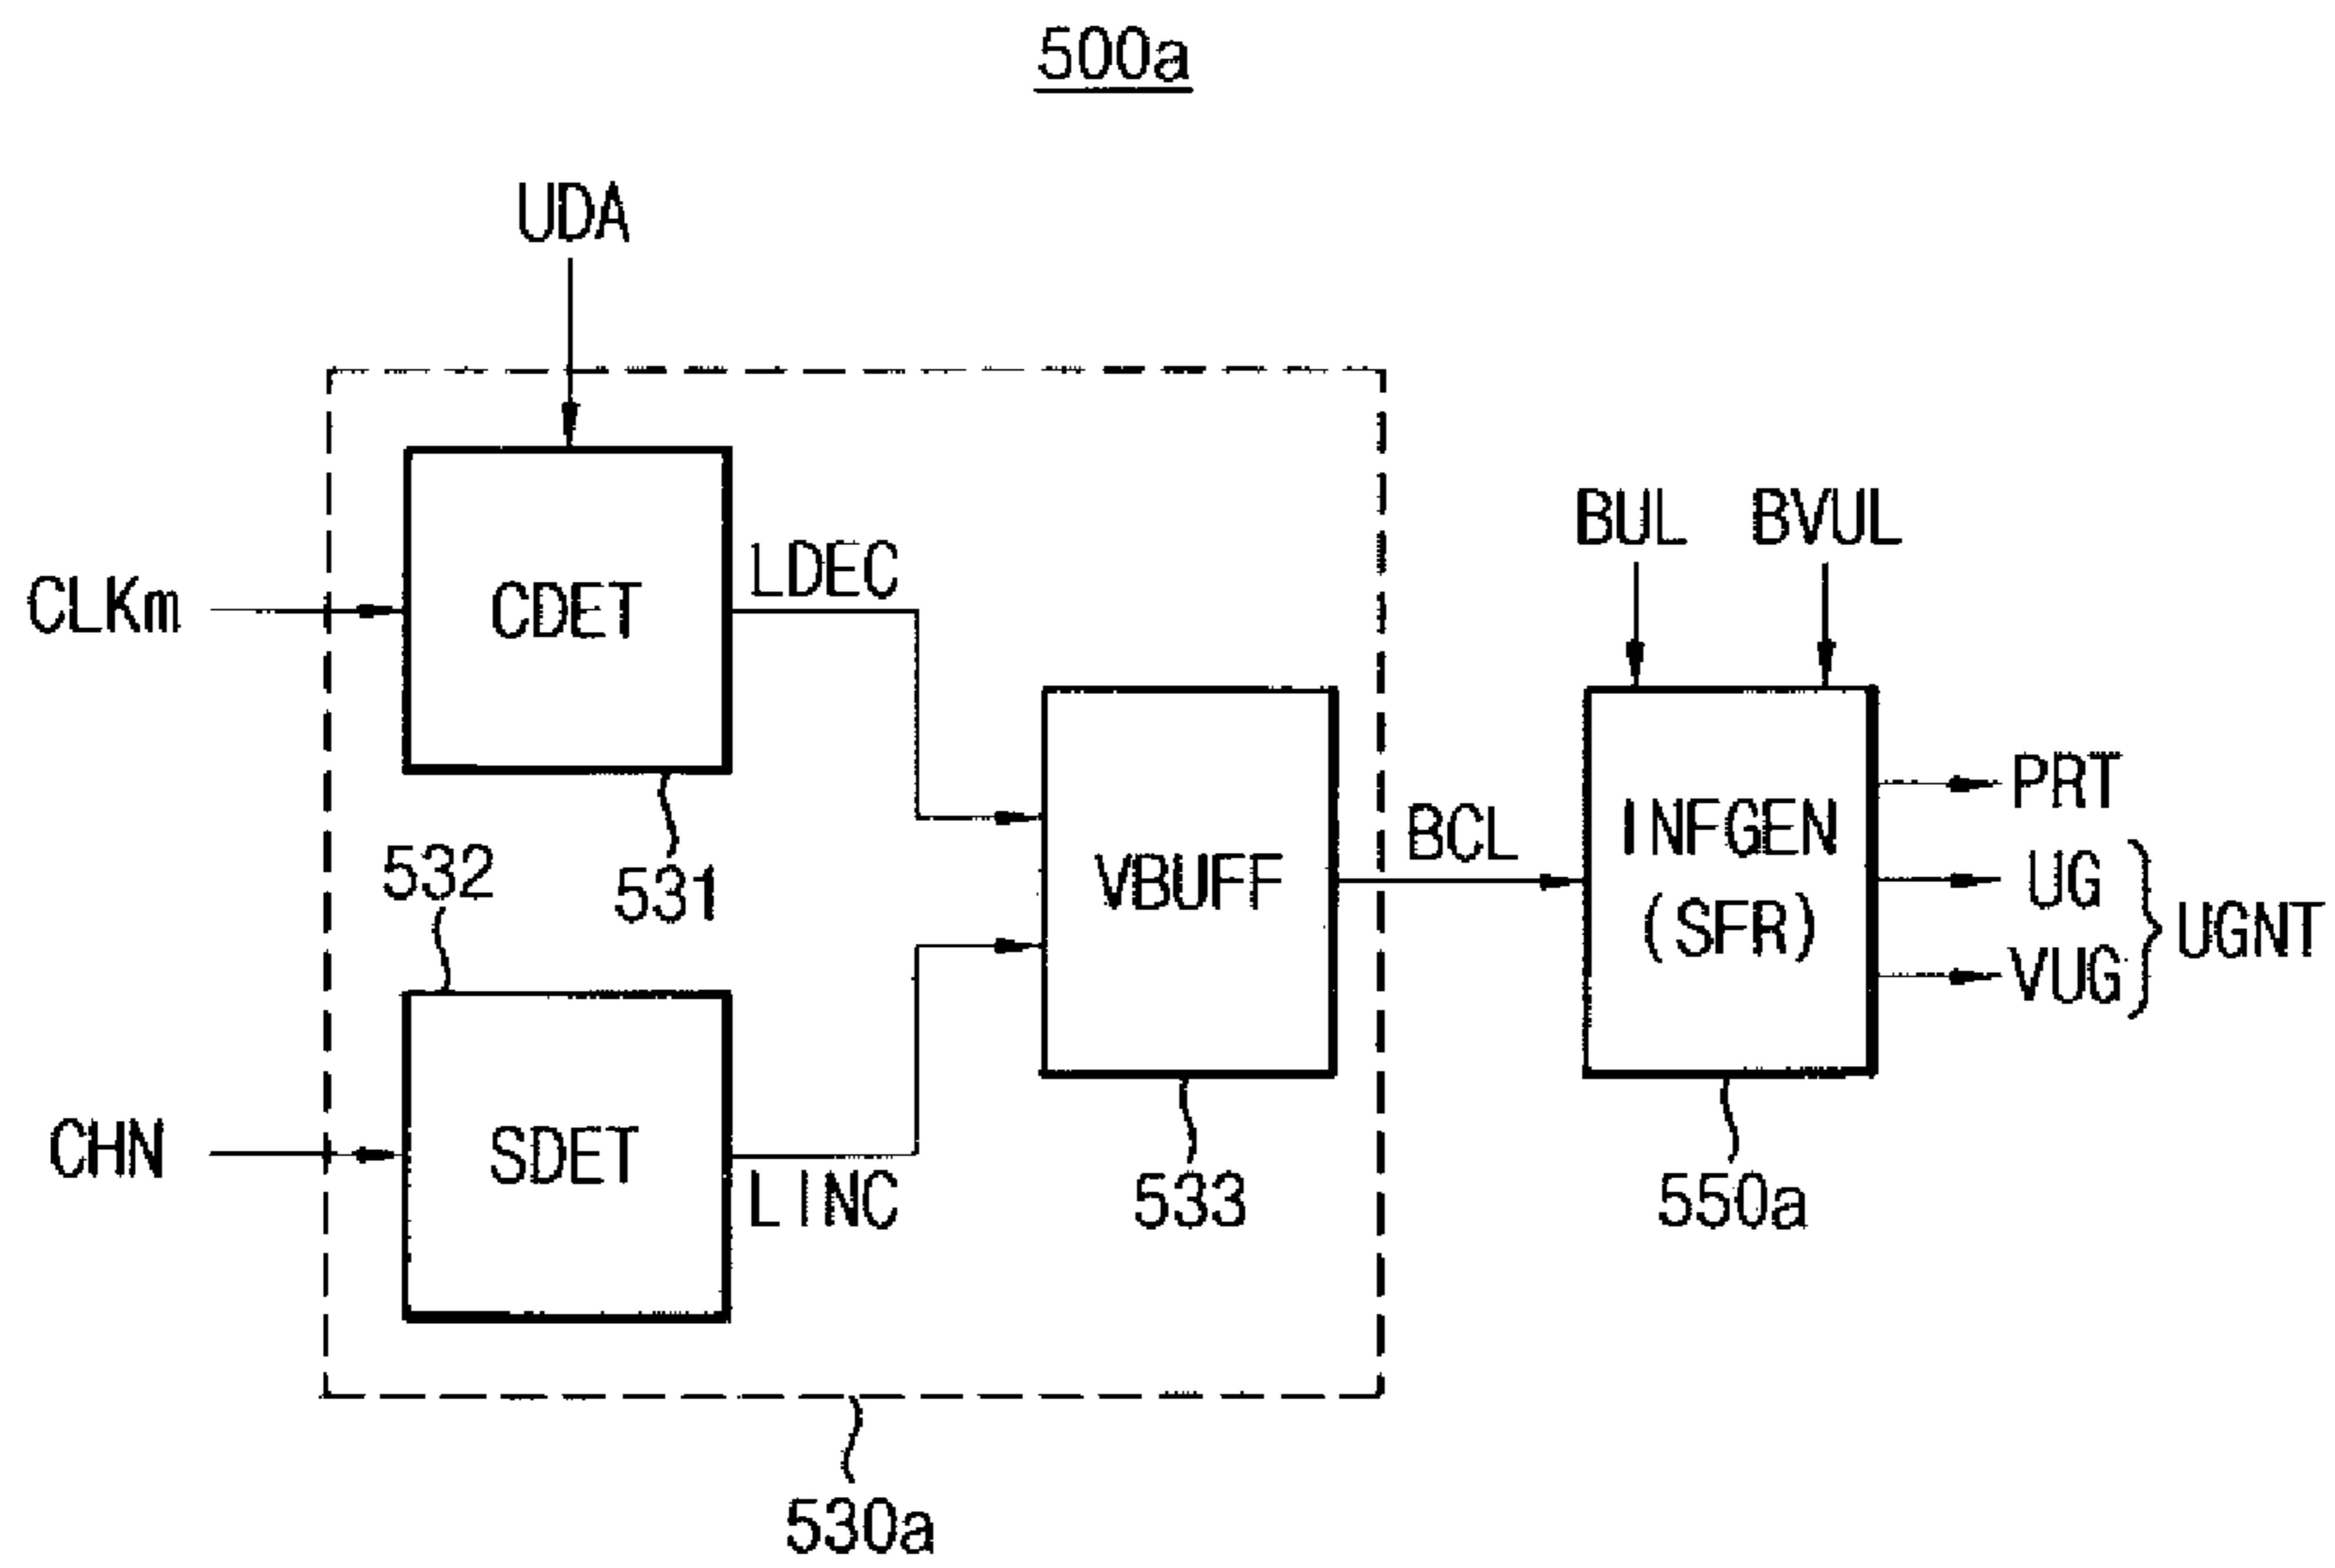 500a
UDA
CLKm
CDET
LDEC
531
532
CHN
SDET
LINC
VBUFF
533
530a
BCL
BUL
BVUL
INFGEN
(SFR)
550a
PRT
UG
VUG
UGNT